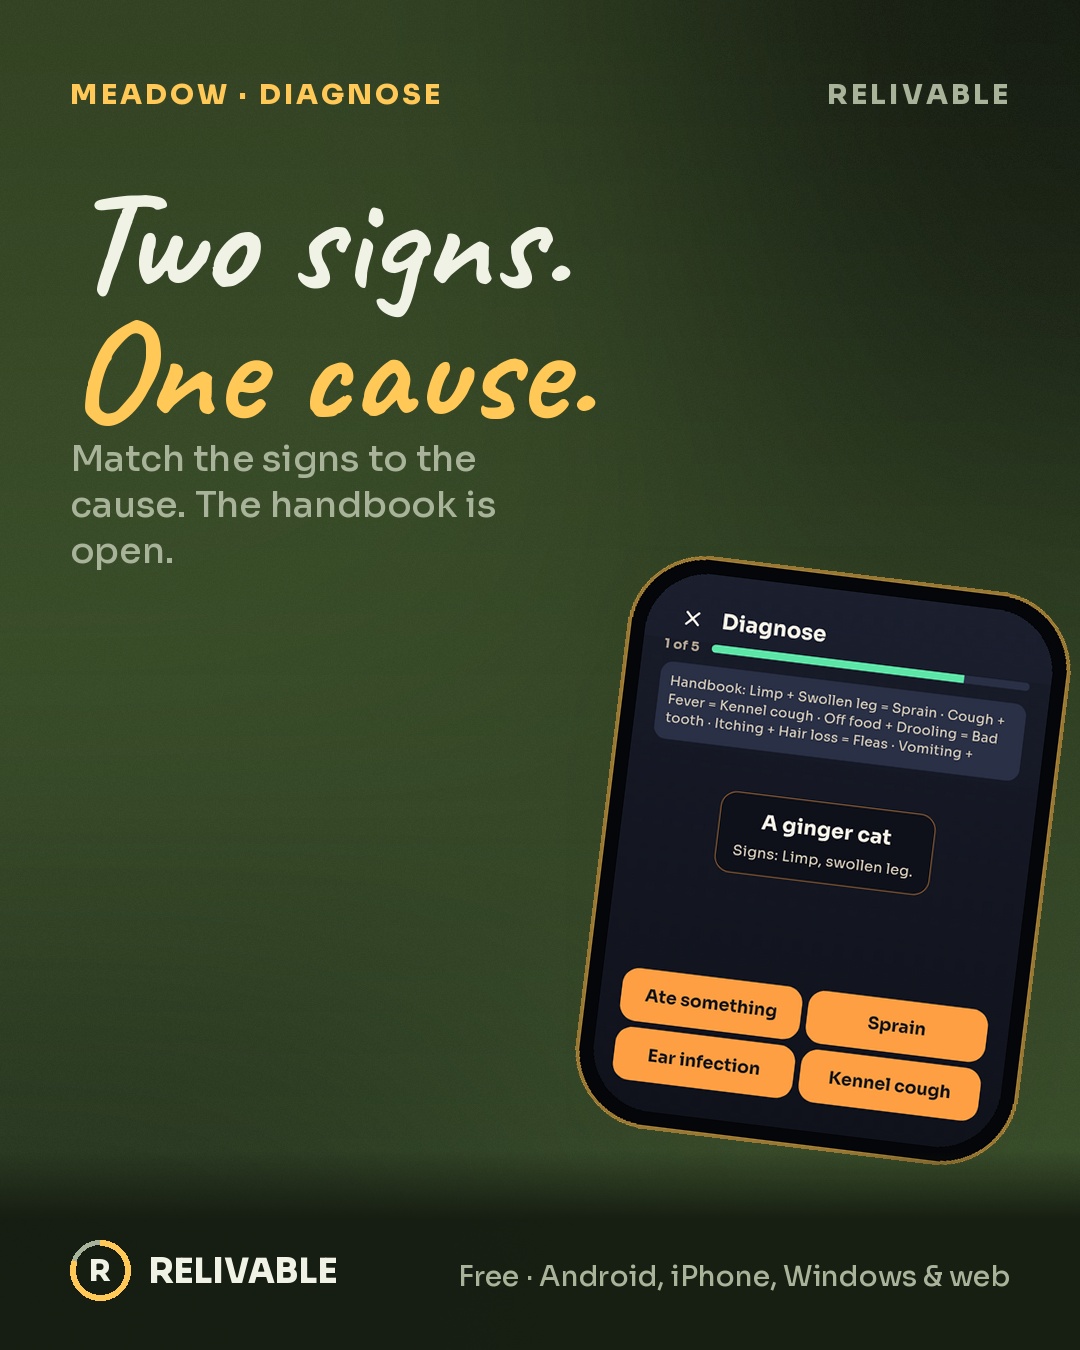 MEADOW · DIAGNOSE
RELIVABLE
Two signs.
One cause.
Match the signs to the
cause. The handbook is
open.
Diagnose
1 of 5
Handbook: Limp + Swollen leg = Sprain · Cough +
Fever = Kennel cough · Off food + Drooling = Bad
tooth · Itching + Hair loss = Fleas · Vomiting +
A ginger cat
Signs: Limp, swollen leg.
Ate something
Sprain
Ear infection
Kennel cough
R
RELIVABLE
Free · Android, iPhone, Windows & web